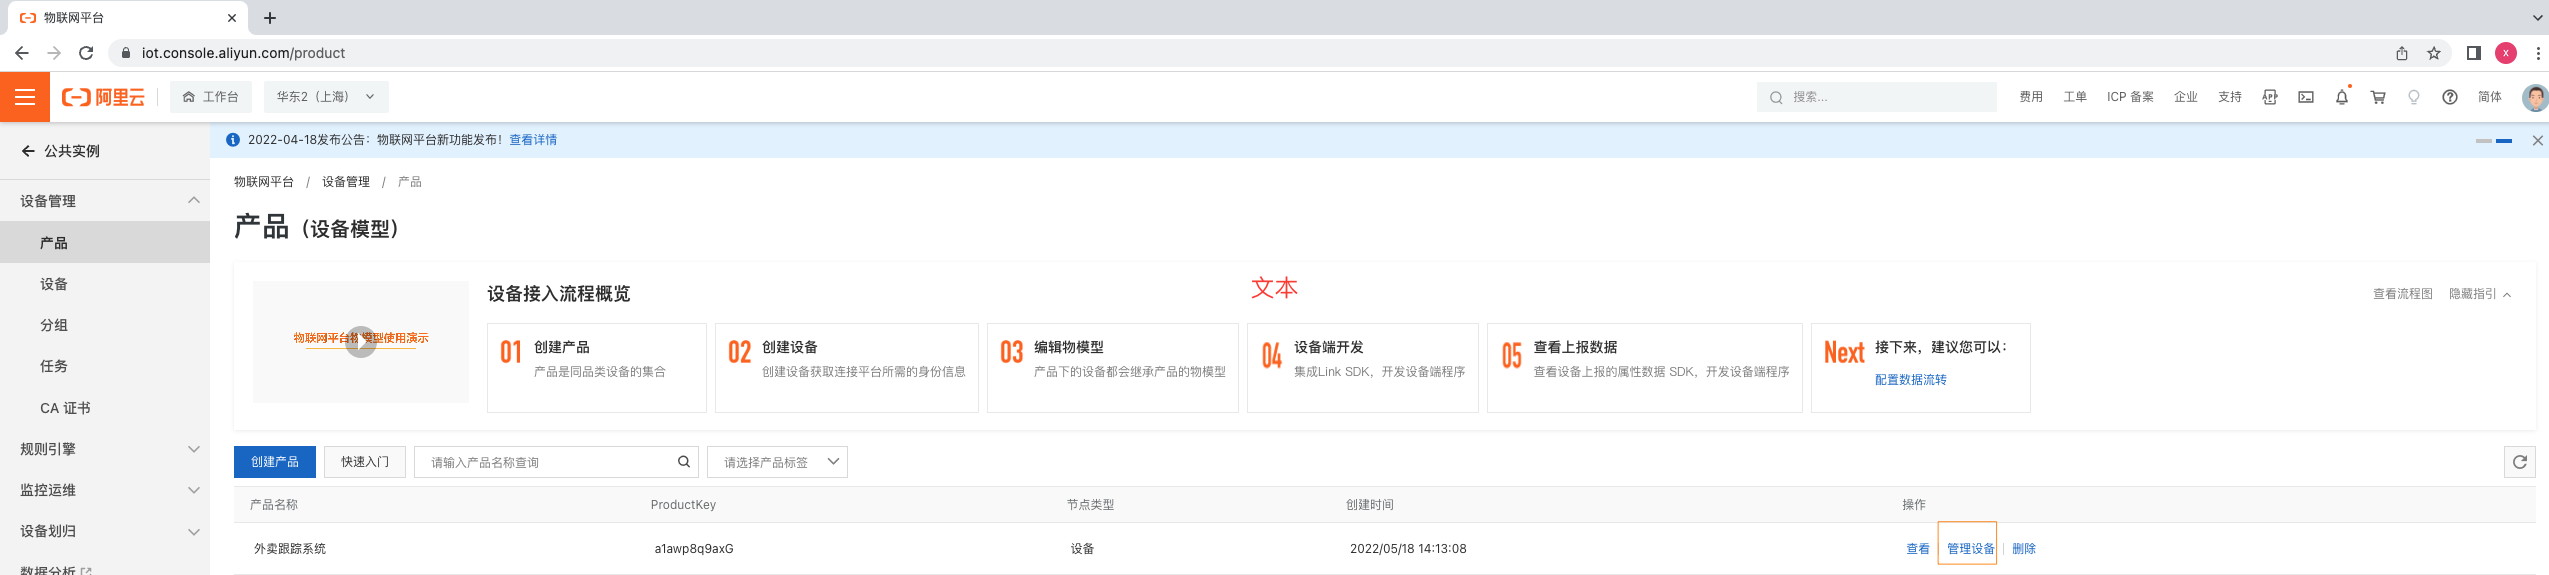 物联网平台
iot.console.aliyun.com/product
X
阿里云
工作台
华东2（上海）
搜索...
费用 工单 ICP 备案 企业 支持 APP 简体
公共实例
2022-04-18发布公告：物联网平台新功能发布！ 查看详情
物联网平台 / 设备管理 / 产品
设备管理
产品（设备模型）
产品
设备
分组
任务
CA 证书
规则引擎
监控运维
设备划归
数据分析
文本
设备接入流程概览
查看流程图 隐藏指引
物联网平台物模型使用演示
01 创建产品
产品是同品类设备的集合
02 创建设备
创建设备获取连接平台所需的身份信息
03 编辑物模型
产品下的设备都会继承产品的物模型
04 设备端开发
集成Link SDK，开发设备端程序
05 查看上报数据
查看设备上报的属性数据 SDK，开发设备端程序
Next 接下来，建议您可以：
配置数据流转
创建产品 快速入门 请输入产品名称查询 请选择产品标签
产品名称 ProductKey 节点类型 创建时间 操作
外卖跟踪系统 a1awp8q9axG 设备 2022/05/18 14:13:08 查看 | 管理设备 | 删除